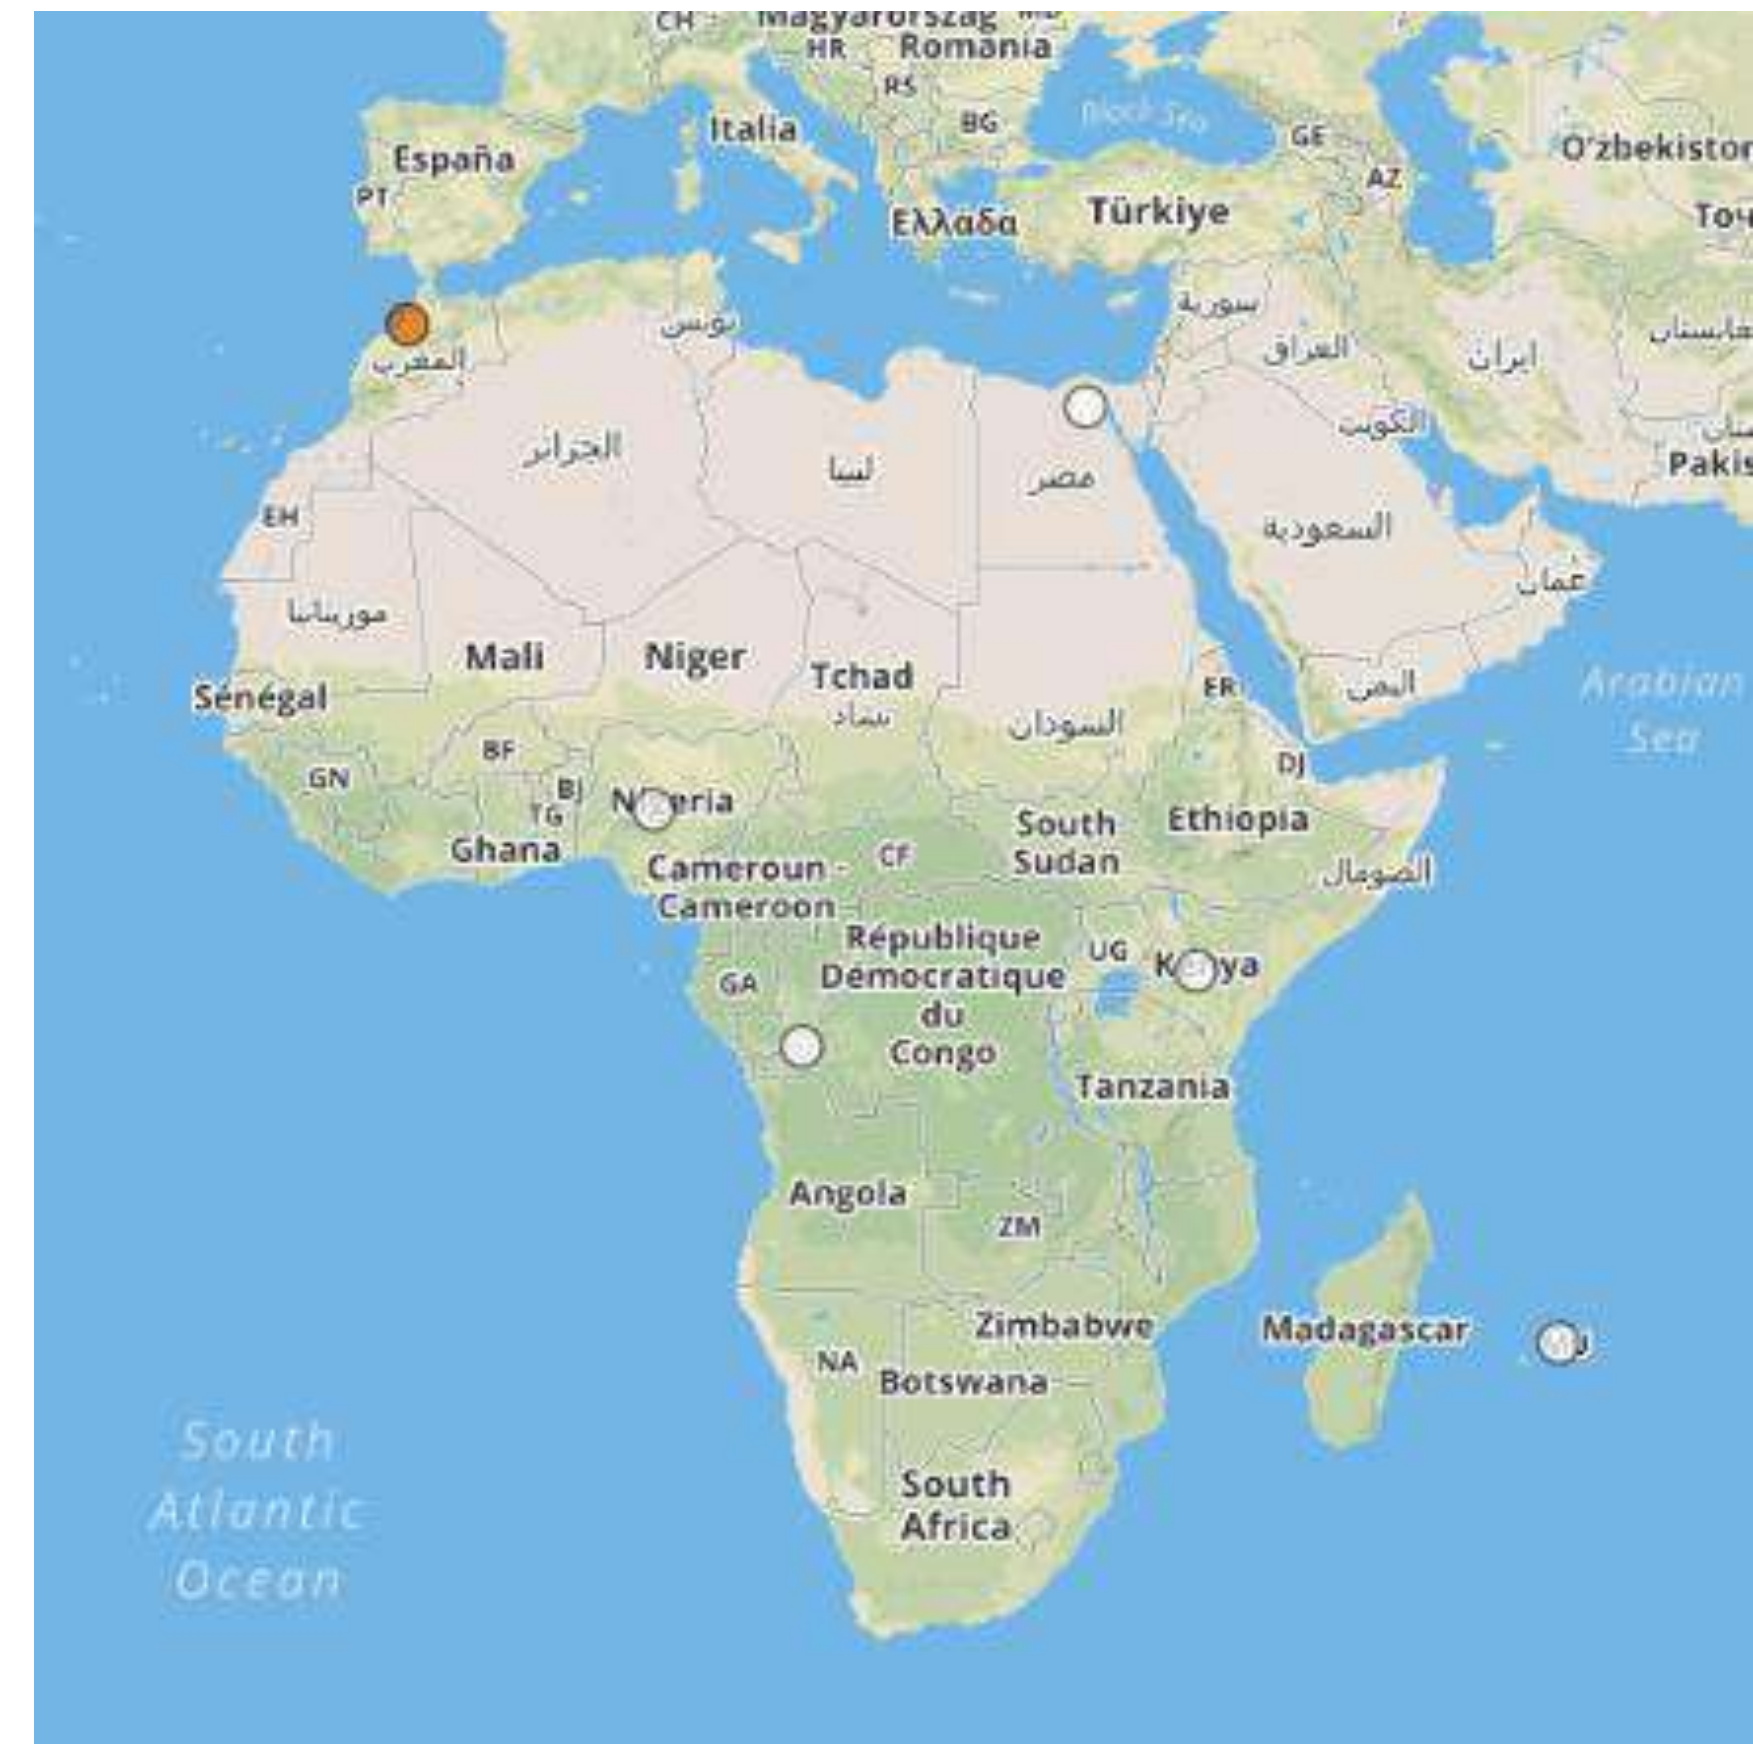 CH
Magyarország
HR
România
RS
BG
Black Sea
GE
AZ
O'zbekiston
España
Italia
PT
Ελλάδα
Türkiye
Точ
سورية
تونس
العراق
ایران
المغرب
الكويت
Pakis
الجزائر
ليبيا
مصر
السعودية
EH
عمان
موريتانيا
Mali
Niger
Tchad
تشاد
Sénégal
ER
اليمن
Arabian
Sea
السودان
BF
GN
BJ
TG
DJ
Ghana
South
Sudan
Ethiopia
CF
Cameroun -
Cameroon
الصومال
République
Démocratique
du
Congo
UG
GA
Tanzania
Angola
ZM
Zimbabwe
Madagascar
NA
Botswana
South
Atlantic
Ocean
South
Africa